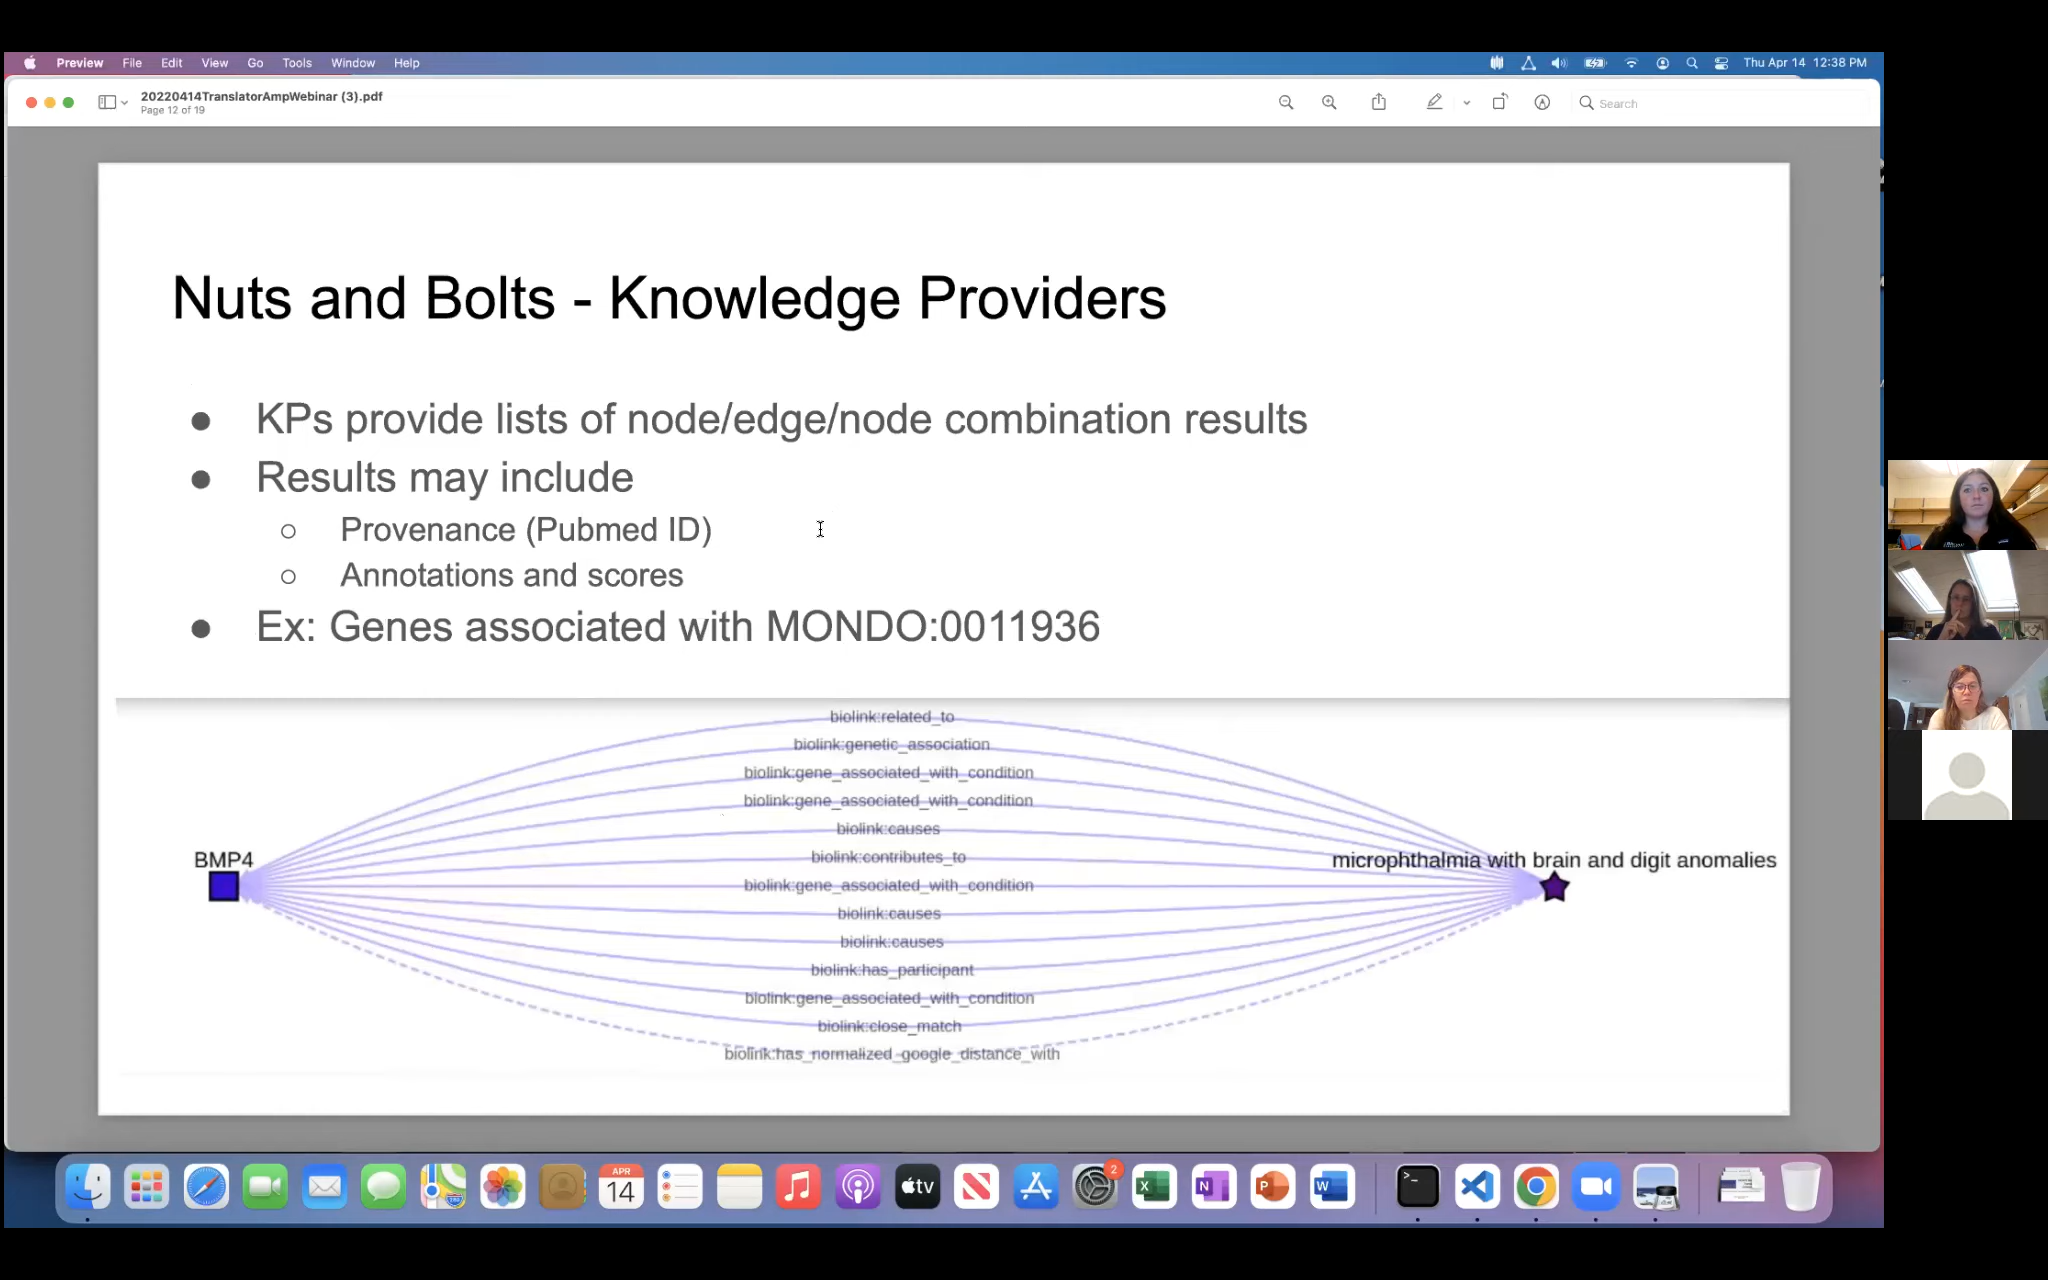 Preview File Edit View Go Tools Window Help Thu Apr 14 12:38 PM
20220414TranslatorAmpWebinar (3).pdf
Page 12 of 19
Search
Nuts and Bolts - Knowledge Providers
● KPs provide lists of node/edge/node combination results
● Results may include
○ Provenance (Pubmed ID)
○ Annotations and scores
● Ex: Genes associated with MONDO:0011936
biolink:related_to
biolink:genetic_association
biolink:gene_associated_with_condition
biolink:gene_associated_with_condition
biolink:causes
biolink:contributes_to
BMP4
microphthalmia with brain and digit anomalies
biolink:gene_associated_with_condition
biolink:causes
biolink:causes
biolink:has_participant
biolink:gene_associated_with_condition
biolink:close_match
biolink:has_normalized_google_distance_with
APR
14
tv
2
X
N
P
W
>_